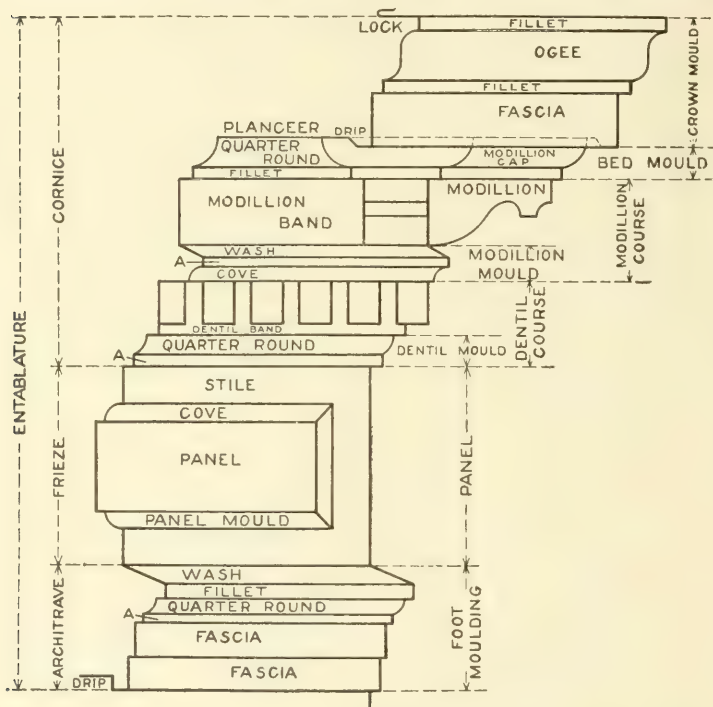 LOCK
FILLET
OGEE
FILLET
FASCIA
CROWN MOULD
PLANCEER
DRIP
QUARTER
ROUND
MODILLION
CAP
BED MOULD
FILLET
MODILLION
BAND
MODILLION
MODILLION
COURSE
WASH
A
COVE
MODILLION
MOULD
CORNICE
DENTIL BAND
DENTIL
COURSE
QUARTER ROUND
DENTIL MOULD
A
ENTABLATURE
STILE
COVE
PANEL
PANEL MOULD
FRIEZE
PANEL
WASH
FILLET
QUARTER ROUND
A
FASCIA
FASCIA
ARCHITRAVE
FOOT
MOULDING
DRIP